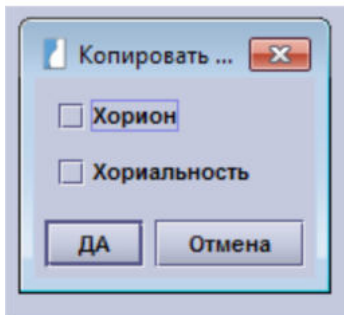 Копировать ...
Хорион
Хориальность
ДА
Отмена